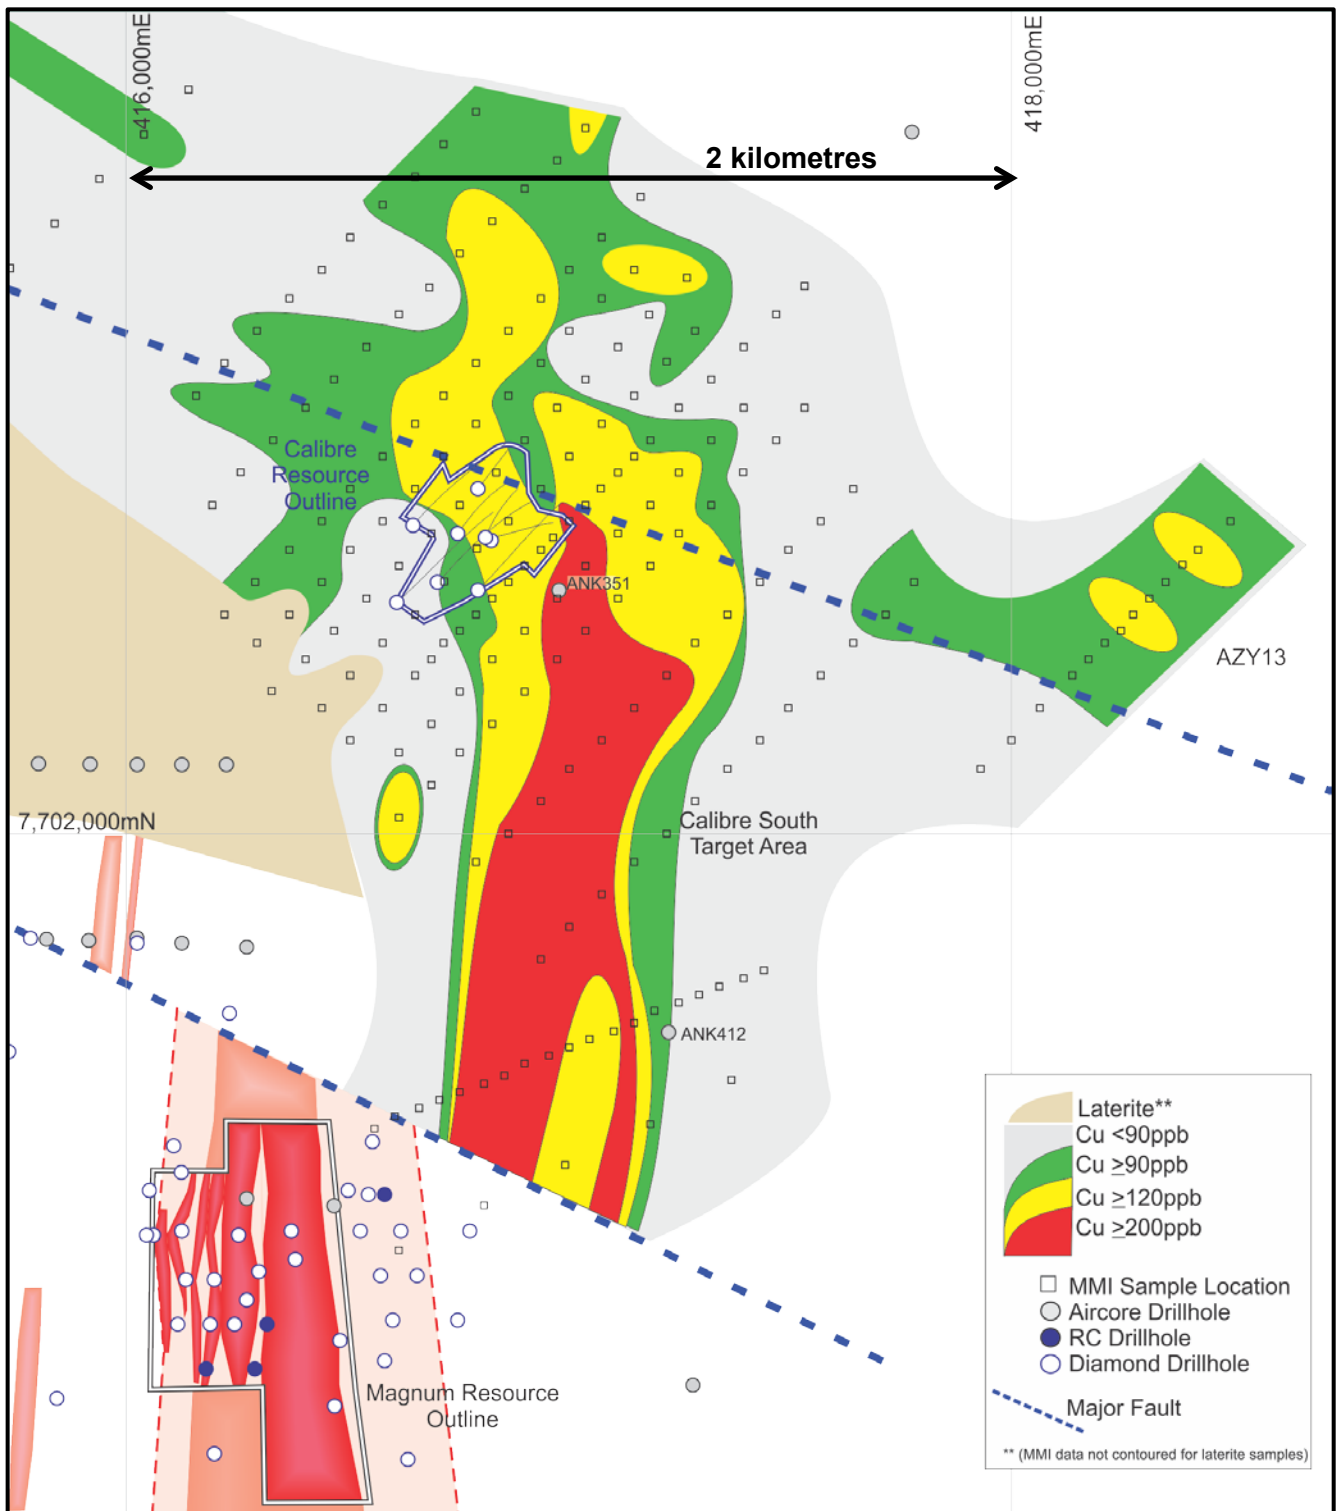 416,000mE
418,000mE
2 kilometres
Calibre
Resource
Outline
ANK351
AZY13
7,702,000mN
Calibre South
Target Area
ANK412
Magnum Resource
Outline
Laterite**
Cu <90ppb
Cu ≥90ppb
Cu ≥120ppb
Cu ≥200ppb
MMI Sample Location
Aircore Drillhole
RC Drillhole
Diamond Drillhole
Major Fault
** (MMI data not contoured for laterite samples)